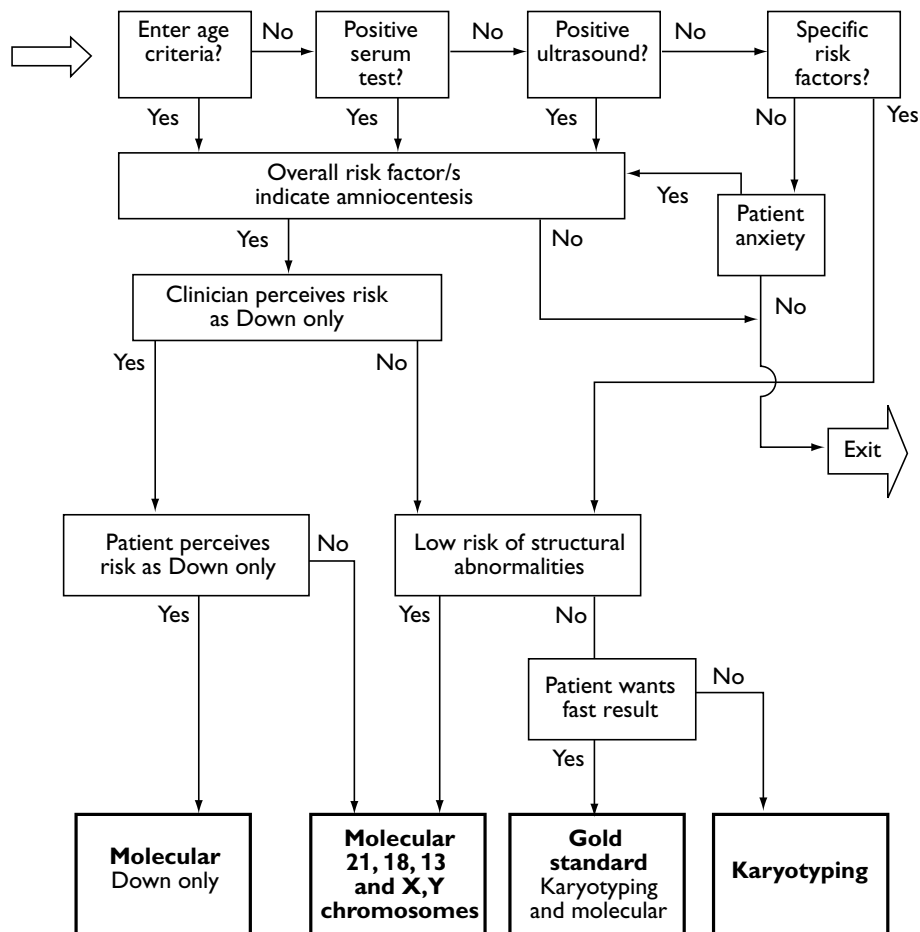 Enter age
criteria?
No
Positive
serum
test?
No
Positive
ultrasound?
No
Specific
risk
factors?
Yes
Yes
Yes
No
Yes
Overall risk factor/s
indicate amniocentesis
Yes
Patient
anxiety
Yes
No
No
Clinician perceives risk
as Down only
Yes
No
Exit
Patient perceives
risk as Down only
No
Low risk of structural
abnormalities
Yes
Yes
No
Patient wants
fast result
No
Yes
Molecular
Down only
Molecular
21, 18, 13
and X,Y
chromosomes
Gold
standard
Karyotyping
and molecular
Karyotyping